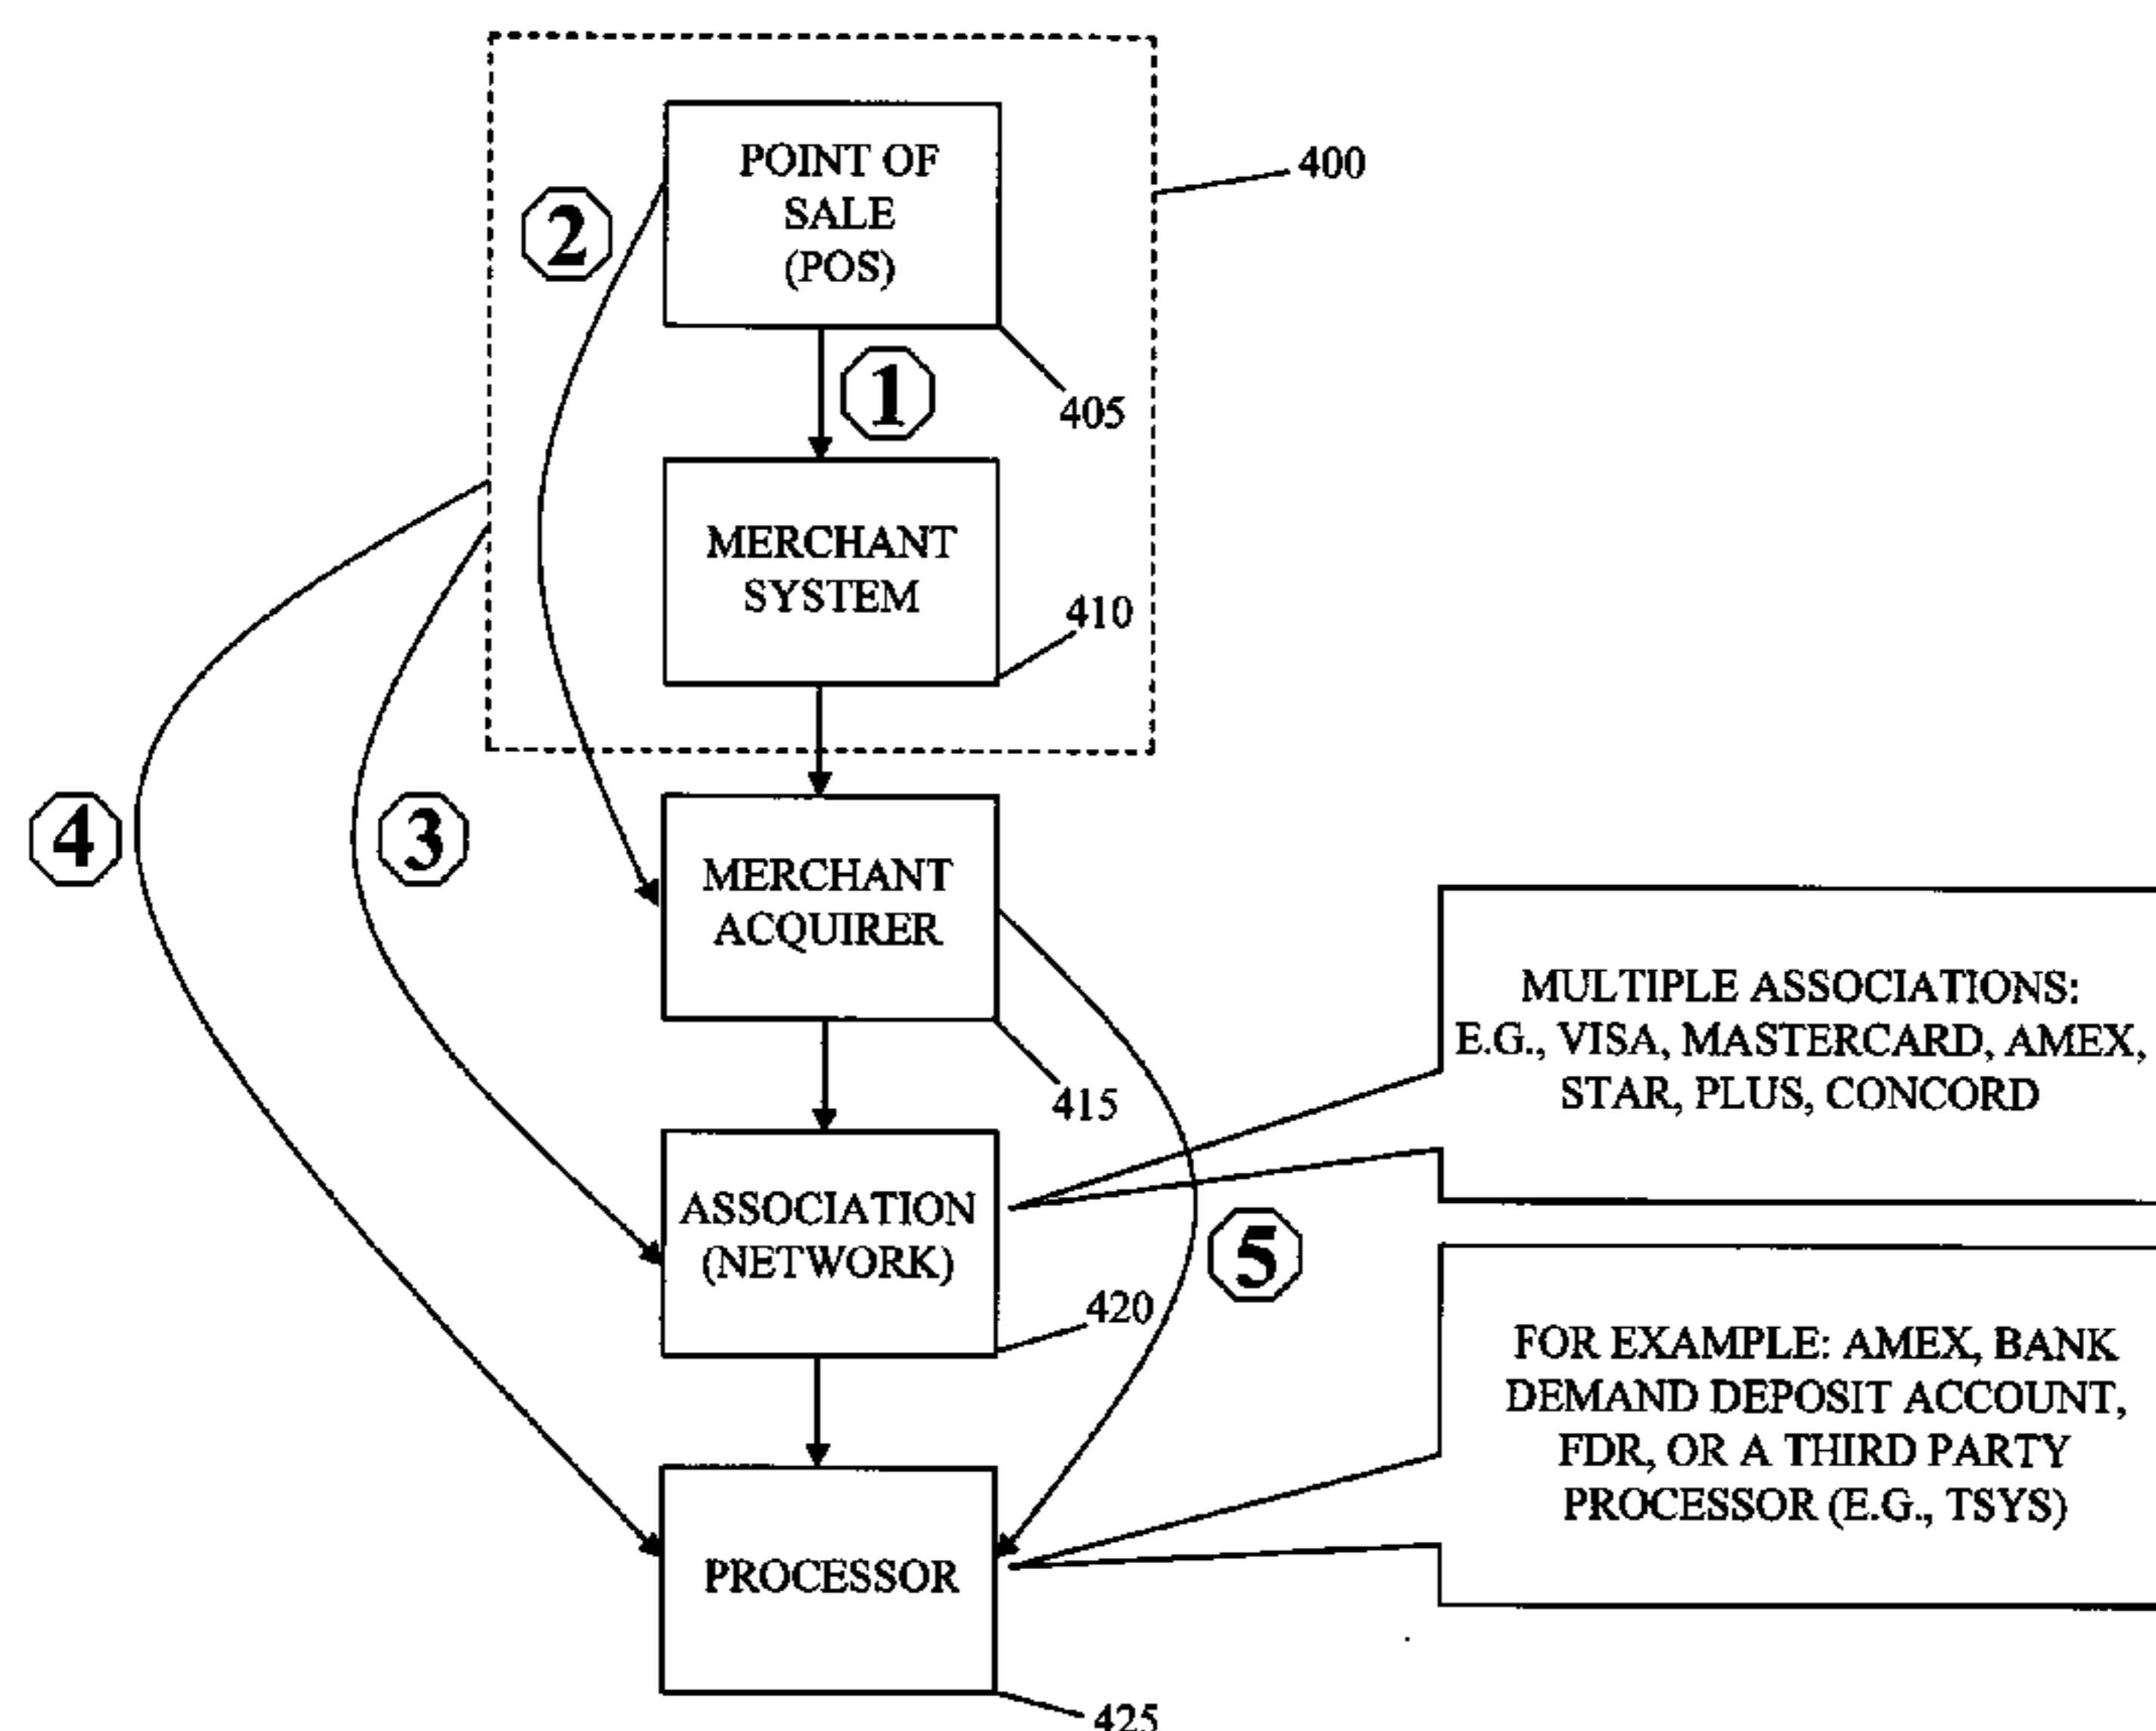 POINT OF
SALE
(POS)
400
2
1
405
MERCHANT
SYSTEM
410
4
3
MERCHANT
ACQUIRER
415
MULTIPLE ASSOCIATIONS:
E.G., VISA, MASTERCARD, AMEX,
STAR, PLUS, CONCORD
ASSOCIATION
(NETWORK)
420
5
FOR EXAMPLE: AMEX, BANK
DEMAND DEPOSIT ACCOUNT,
FDR, OR A THIRD PARTY
PROCESSOR (E.G., TSYS)
PROCESSOR
425